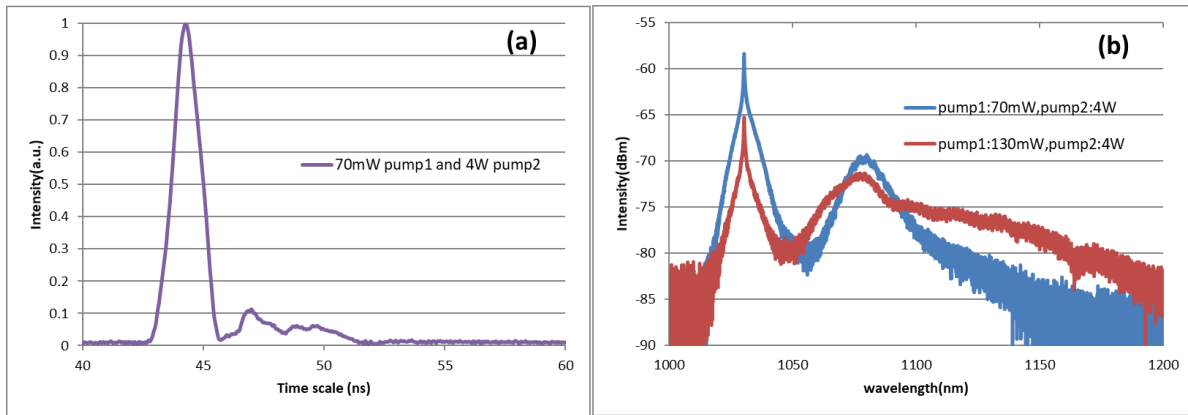 (a)
1
0.9
0.8
0.7
0.6
0.5
0.4
0.3
0.2
0.1
0
Intensity(a.u.)
70mW pump1 and 4W pump2
40 45 50 55 60
Time scale (ns)
(b)
-55
-60
-65
-70
-75
-80
-85
-90
Intensity(dBm)
pump1:70mW,pump2:4W
pump1:130mW,pump2:4W
1000 1050 1100 1150 1200
wavelength(nm)